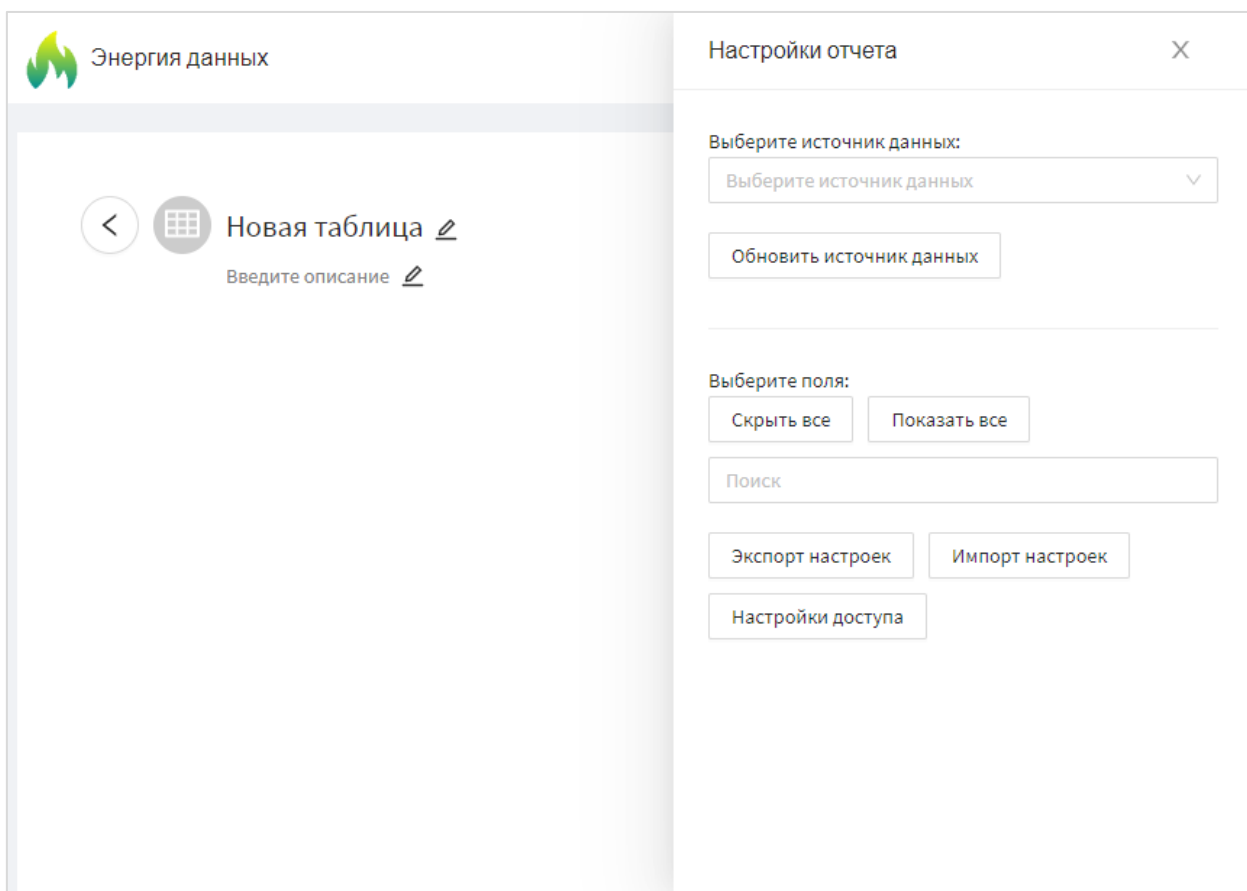 Энергия данных
Новая таблица
Введите описание
Настройки отчета
Выберите источник данных:
Выберите источник данных
Обновить источник данных
Выберите поля:
Скрыть все Показать все
Поиск
Экспорт настроек Импорт настроек
Настройки доступа